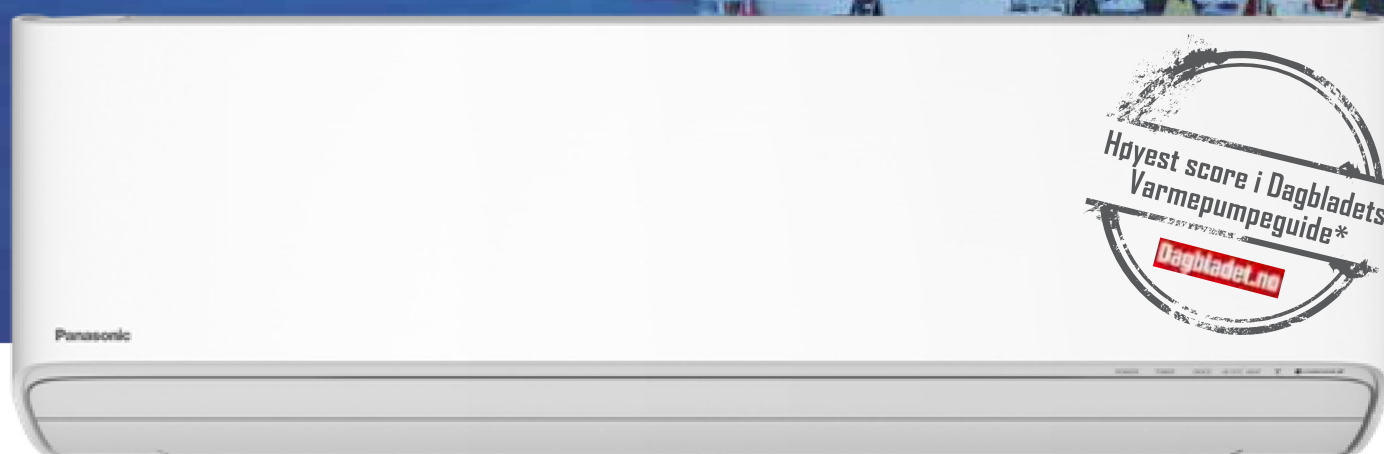 Høyest score i Dagbladets
Varmepumpeguide*
Dagbladet.no
Panasonic